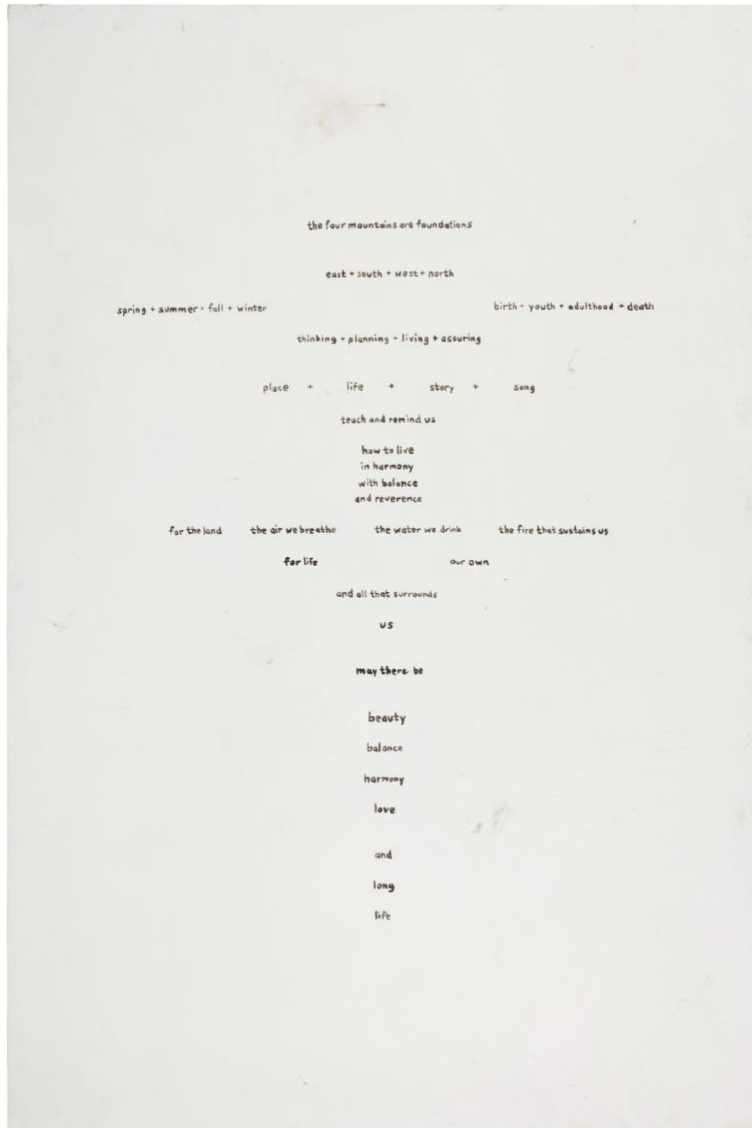 the four mountains are foundations
east + south + west + north
spring + summer + fall + winter birth + youth + adulthood + death
thinking + planning + living + assuring
place + life + story + song
teach and remind us
how to live
in harmony
with balance
and reverence
for the land the air we breathe the water we drink the fire that sustains us
for life our own
and all that surrounds
us
may there be
beauty
balance
harmony
love
and
long
life